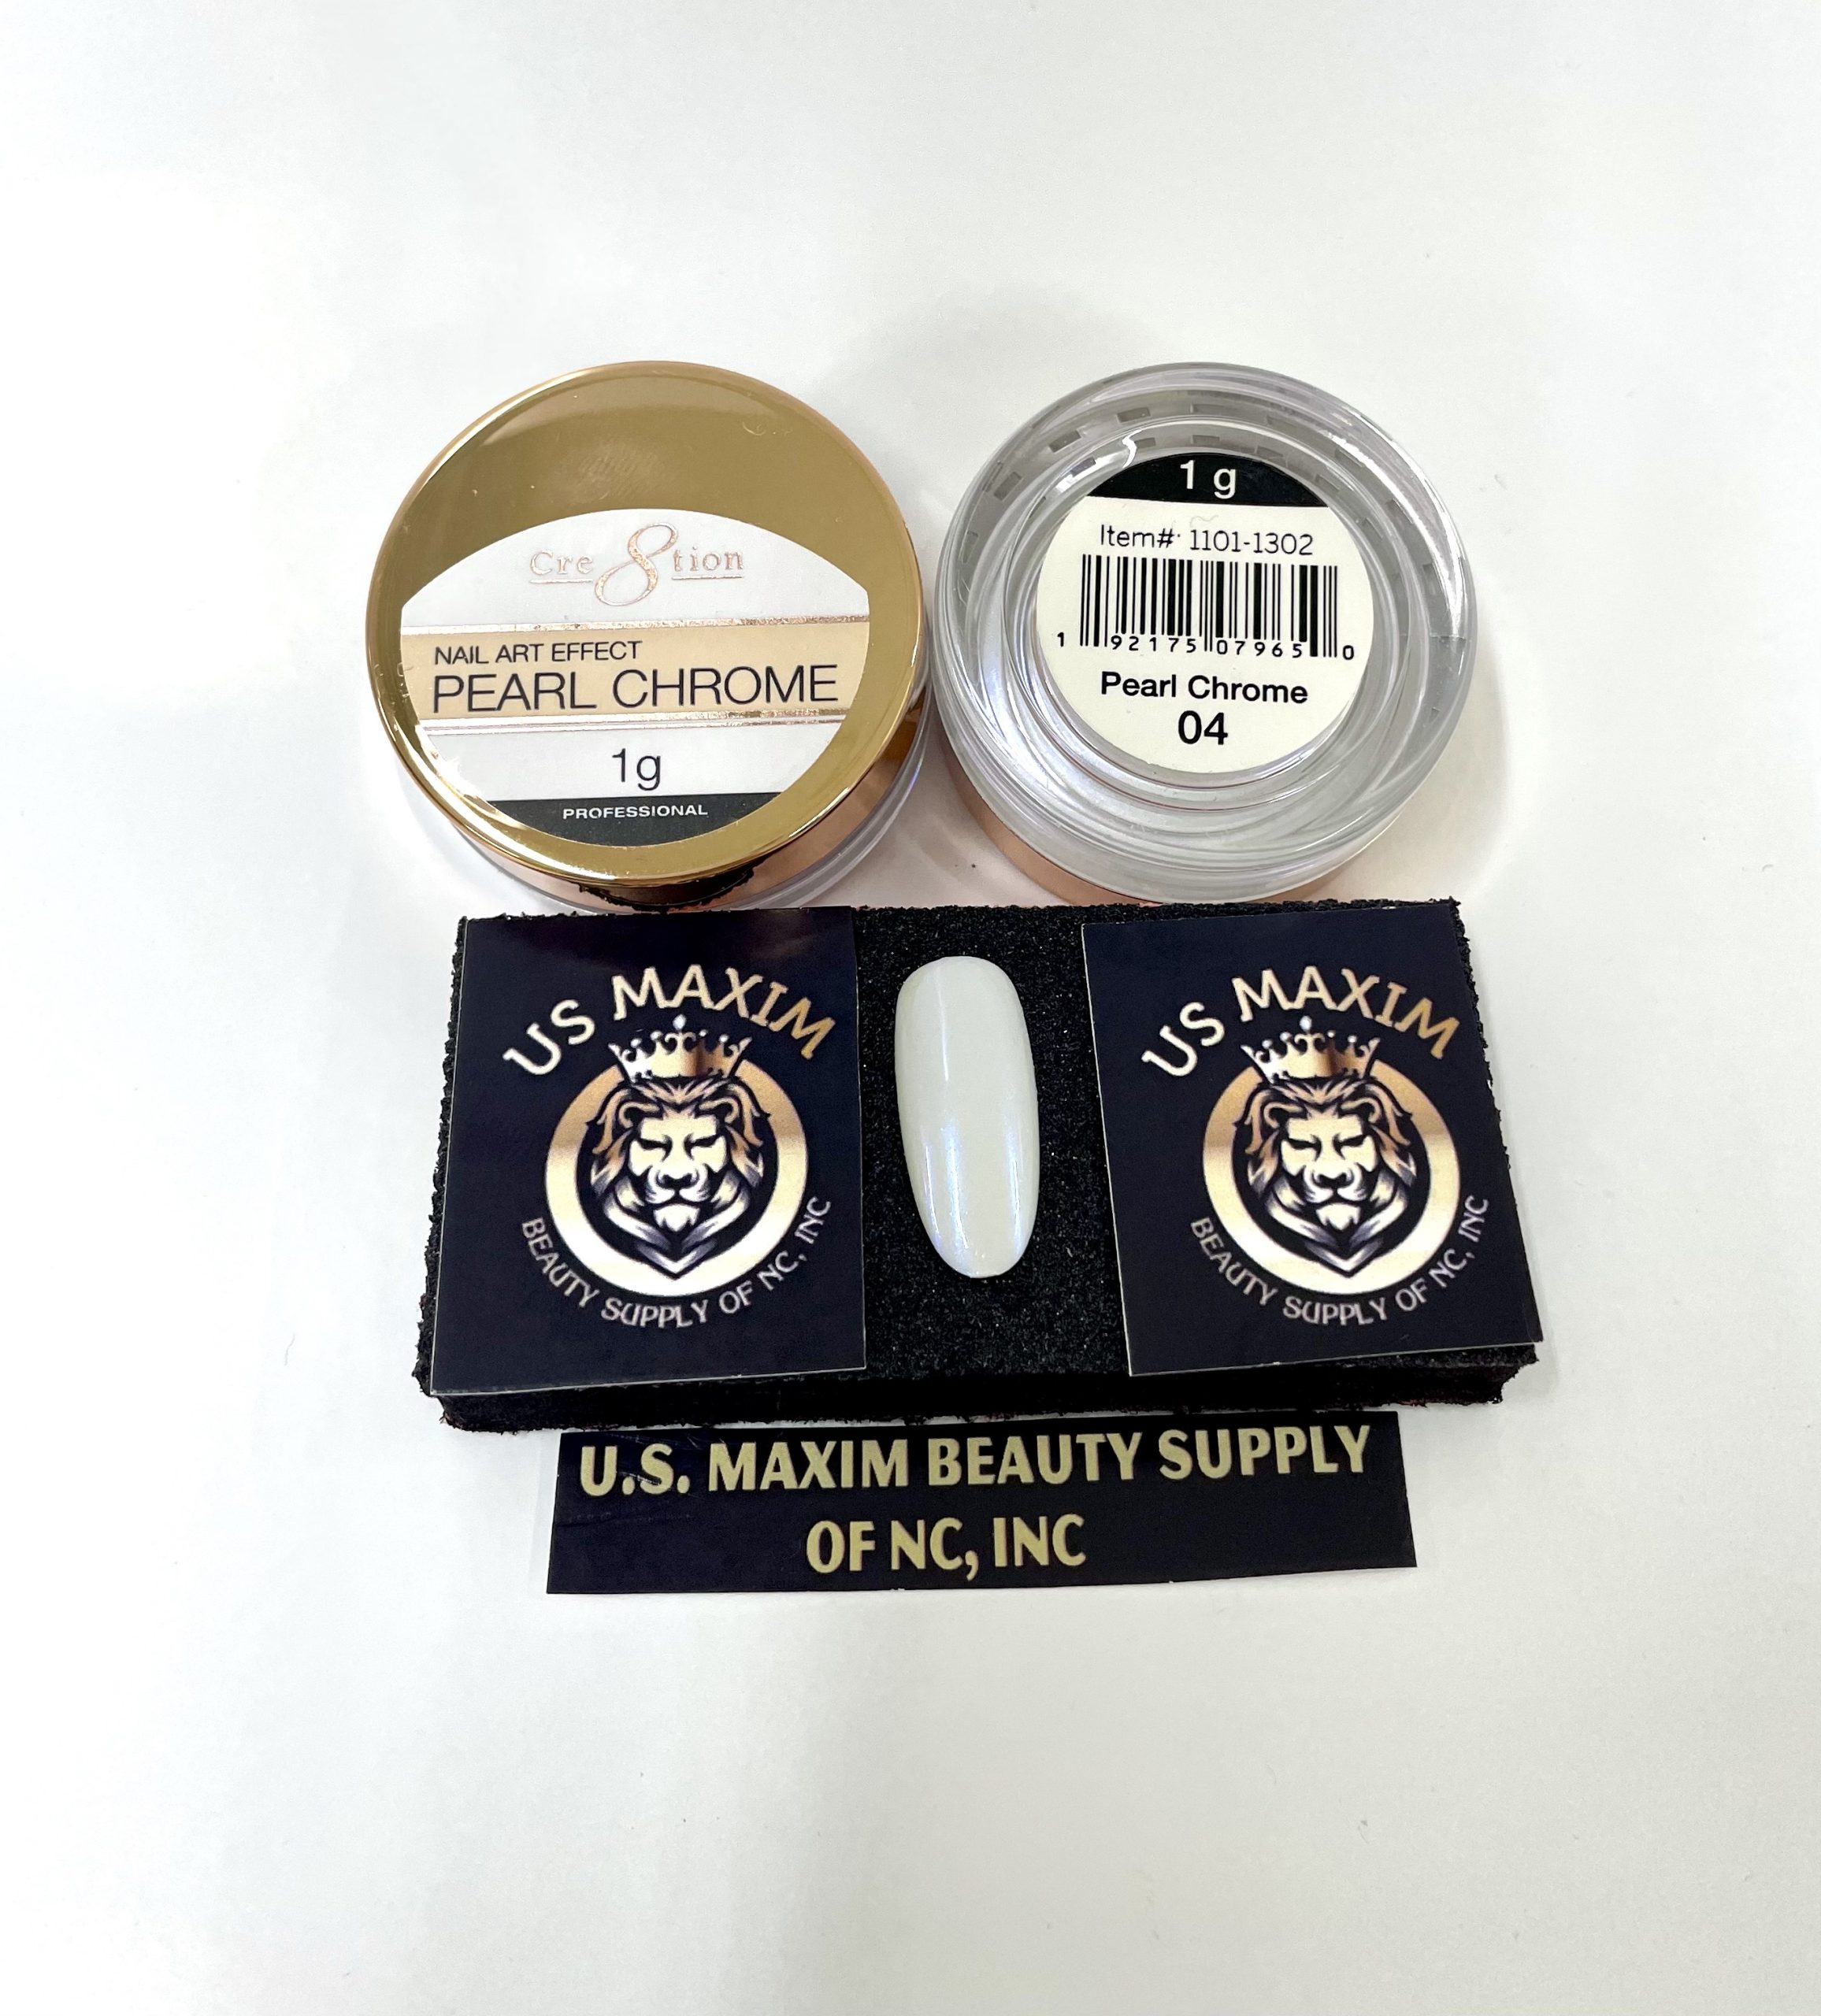 Cre8tion
NAIL ART EFFECT
PEARL CHROME
1g
PROFESSIONAL
1 g
Item#: 1101-1302
1 92175 07965 0
Pearl Chrome
04
US MAXIM
BEAUTY SUPPLY OF NC, INC
US MAXIM
BEAUTY SUPPLY OF NC, INC
U.S. MAXIM BEAUTY SUPPLY
OF NC, INC